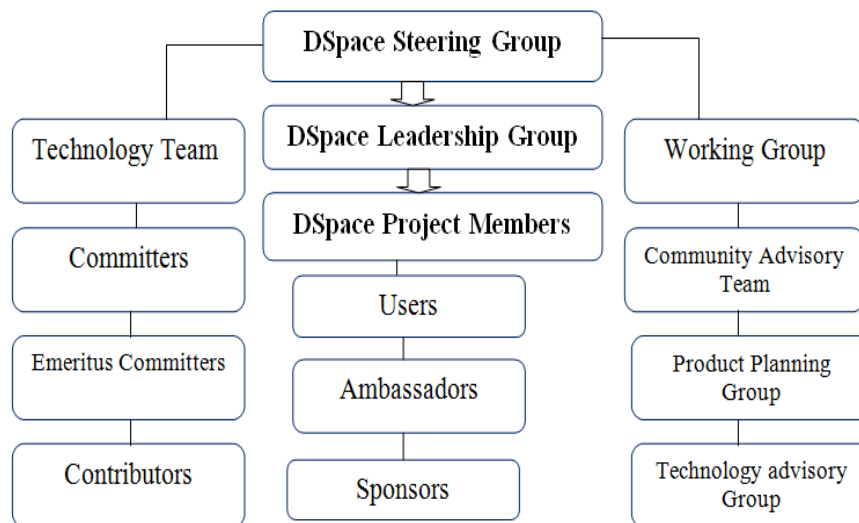 DSpace Steering Group
DSpace Leadership Group
DSpace Project Members
Users
Ambassadors
Sponsors
Technology Team
Committers
Emeritus Committers
Contributors
Working Group
Community Advisory
Team
Product Planning
Group
Technology advisory
Group